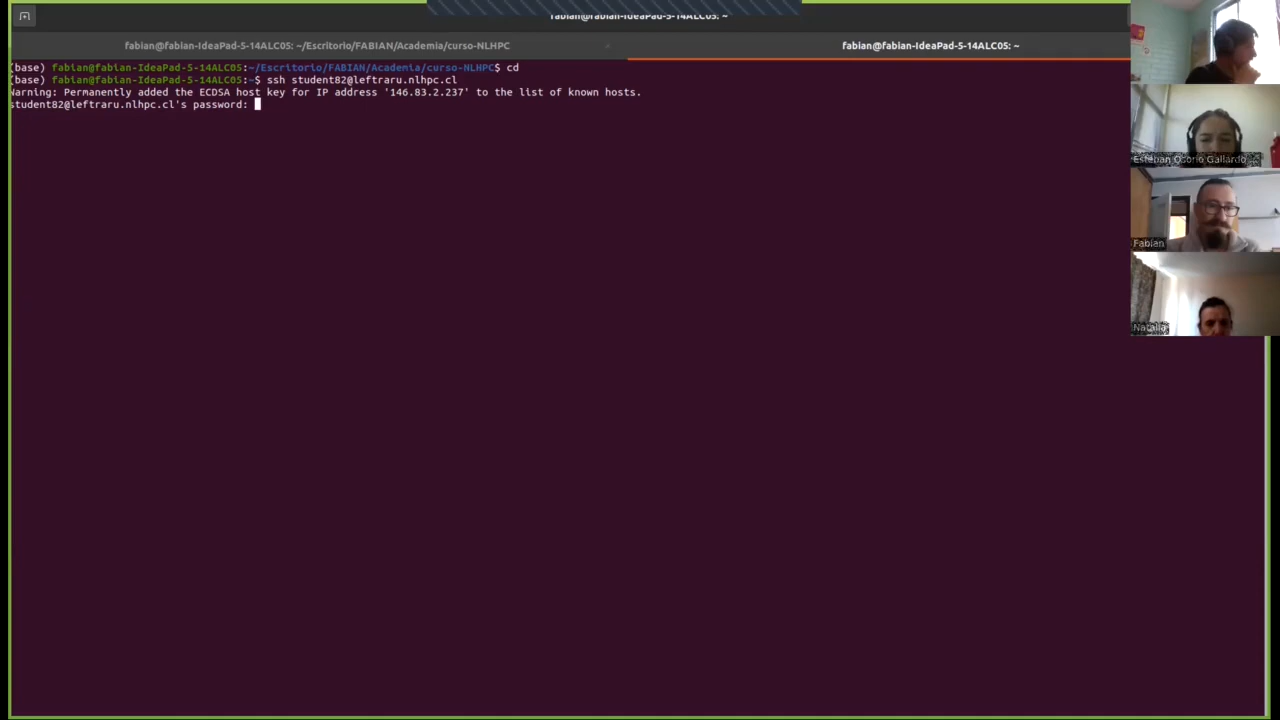 fabian@fabian-IdeaPad-5-14ALC05: ~
fabian@fabian-IdeaPad-5-14ALC05: ~/Escritorio/FABIAN/Academia/curso-NLHPC
fabian@fabian-IdeaPad-5-14ALC05: ~
(base) fabian@fabian-IdeaPad-5-14ALC05:~/Escritorio/FABIAN/Academia/curso-NLHPC$ cd
(base) fabian@fabian-IdeaPad-5-14ALC05:~$ ssh student82@leftraru.nlhpc.cl
Warning: Permanently added the ECDSA host key for IP address '146.83.2.237' to the list of known hosts.
student82@leftraru.nlhpc.cl's password:
Esteban Osorio Gallardo
Fabian
Natalia